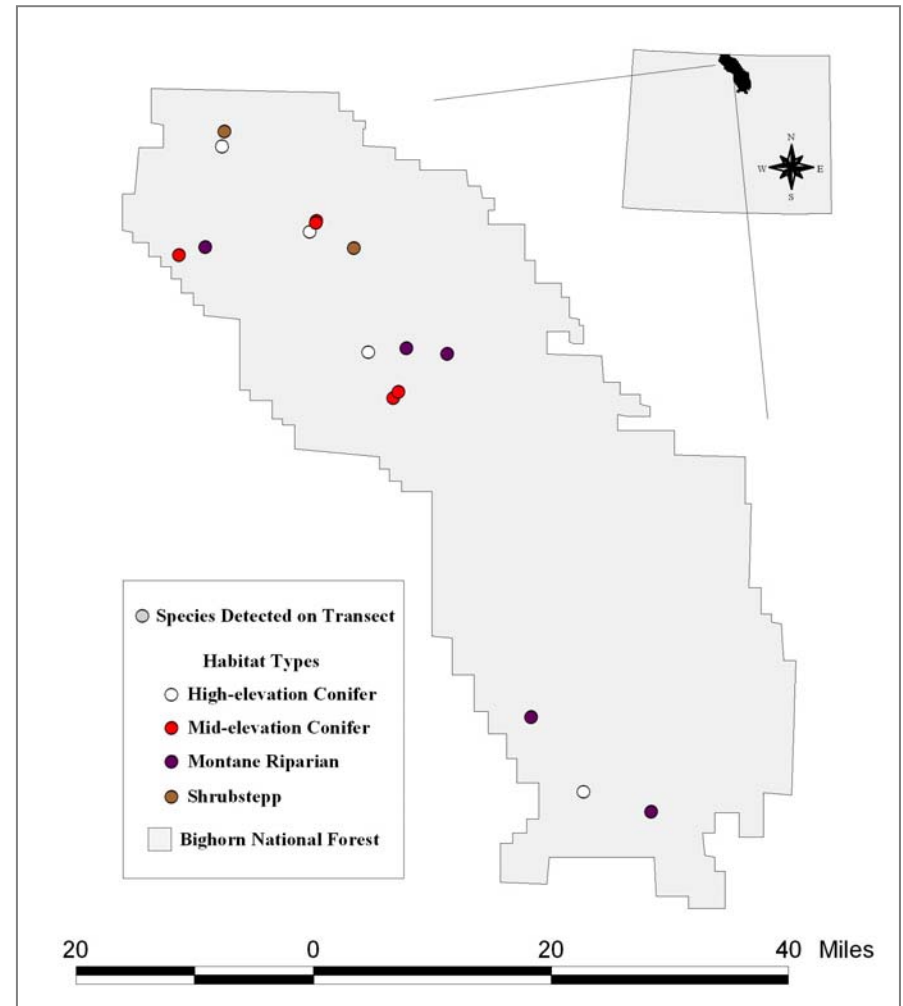 N
W E
S
Species Detected on Transect
Habitat Types
High-elevation Conifer
Mid-elevation Conifer
Montane Riparian
Shrubstepp
Bighorn National Forest
20 0 20 40 Miles